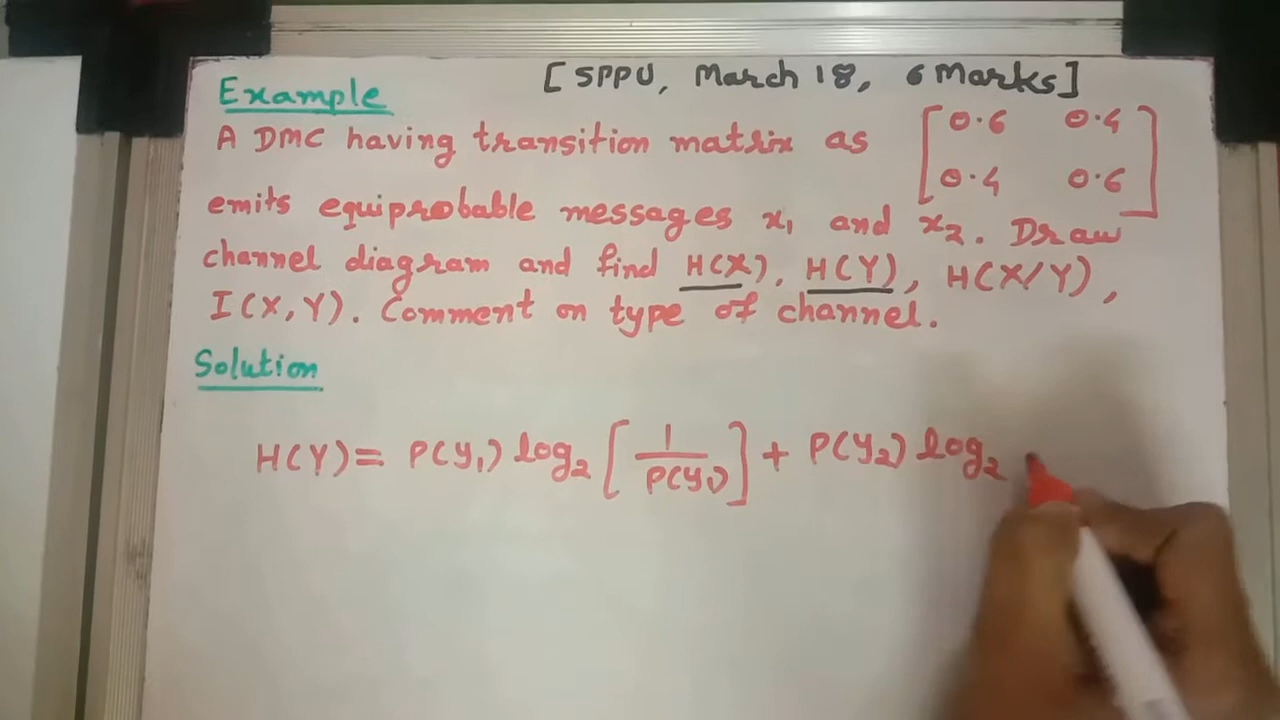 [SPPU, March 18, 6 Marks]
Example
A DMC having transition matrix as [0.6 0.4
0.4 0.6]
emits equiprobable messages x₁ and x₂. Draw
channel diagram and find H(X), H(Y), H(X/Y),
I(X,Y). Comment on type of channel.
Solution
H(Y) = P(y₁) log₂ [1/P(y₁)] + P(y₂) log₂